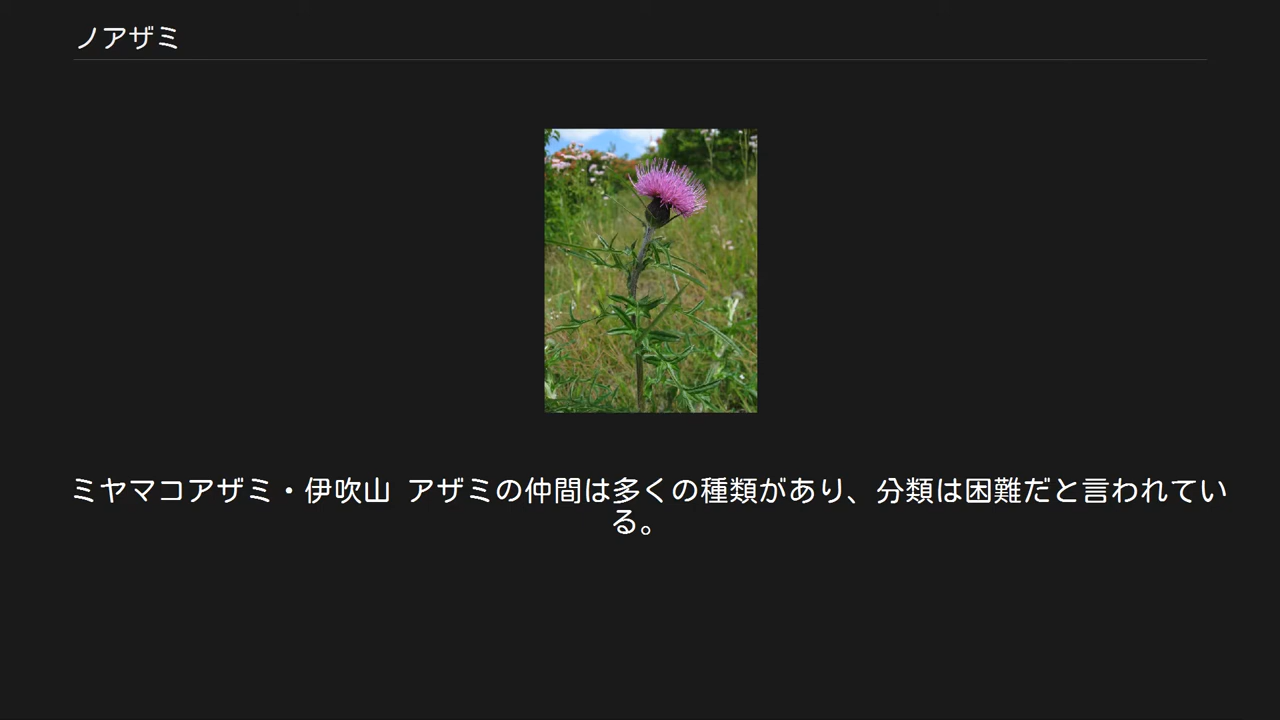 ノアザミ
ミヤマコアザミ・伊吹山 アザミの仲間は多くの種類があり、分類は困難だと言われてい
る。